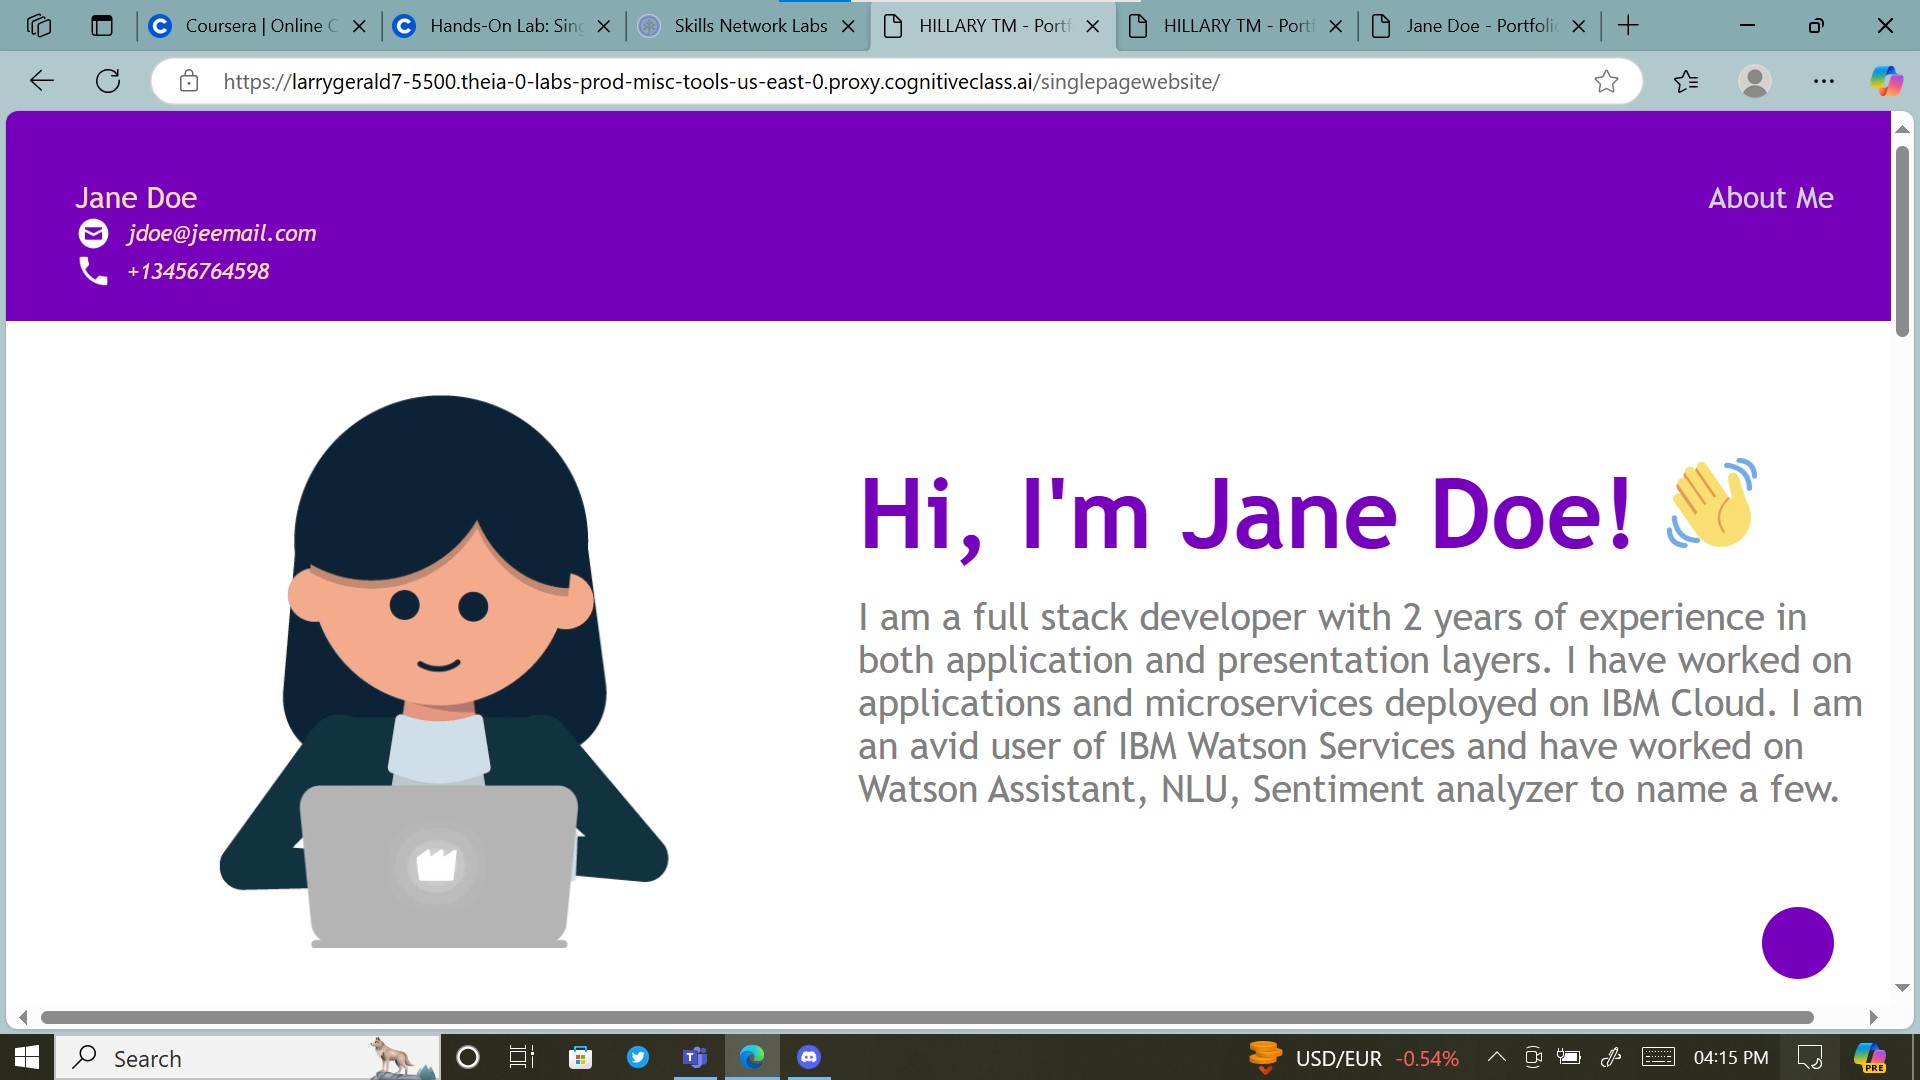 Coursera | Online C
Hands-On Lab: Sing
Skills Network Labs
HILLARY TM - Portf
HILLARY TM - Portf
Jane Doe - Portfolio
https://larrygerald7-5500.theia-0-labs-prod-misc-tools-us-east-0.proxy.cognitiveclass.ai/singlepagewebsite/
Jane Doe
About Me
jdoe@jeemail.com
+13456764598
Hi, I'm Jane Doe!
I am a full stack developer with 2 years of experience in
both application and presentation layers. I have worked on
applications and microservices deployed on IBM Cloud. I am
an avid user of IBM Watson Services and have worked on
Watson Assistant, NLU, Sentiment analyzer to name a few.
Search
USD/EUR -0.54%
04:15 PM
PRE